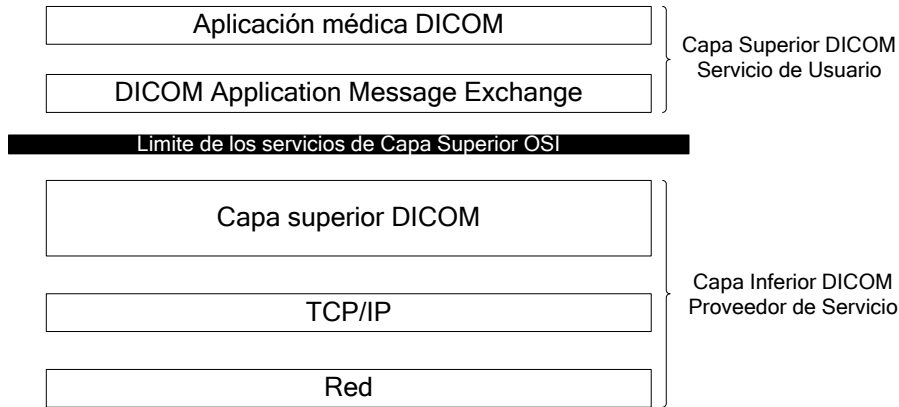 Aplicación médica DICOM
Capa Superior DICOM
Servicio de Usuario
DICOM Application Message Exchange
Limite de los servicios de Capa Superior OSI
Capa superior DICOM
Capa Inferior DICOM
Proveedor de Servicio
TCP/IP
Red